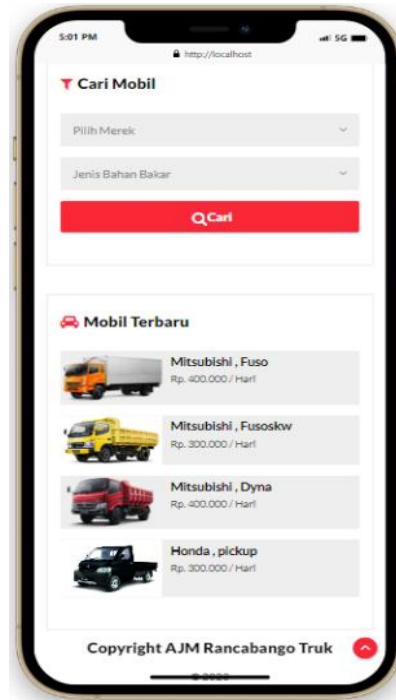 5:01 PM
5G
http://localhost
Cari Mobil
Pilih Merek
Jenis Bahan Bakar
Cari
Mobil Terbaru
Mitsubishi , Fuso
Rp. 400.000 / Hari
Mitsubishi , Fusoskw
Rp. 300.000 / Hari
Mitsubishi , Dyna
Rp. 400.000 / Hari
Honda , pickup
Rp. 300.000 / Hari
Copyright AJM Rancabango Truk